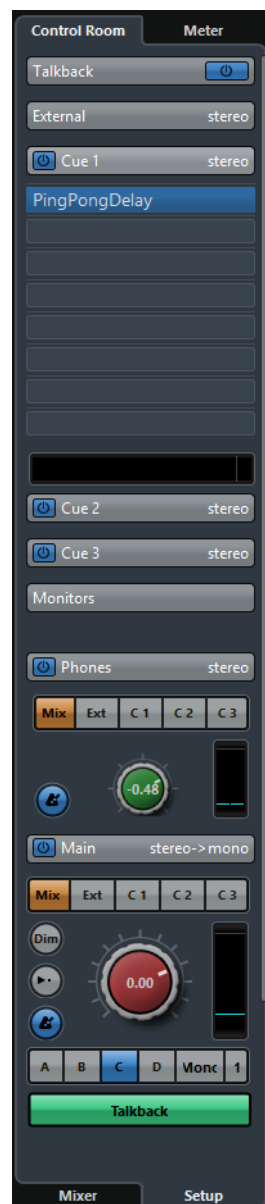 Control Room Meter
Talkback
External stereo
Cue 1 stereo
PingPongDelay
Cue 2 stereo
Cue 3 stereo
Monitors
Phones stereo
Mix Ext C 1 C 2 C 3
-0.48
Main stereo->mono
Mix Ext C 1 C 2 C 3
Dim
0.00
A B C D Monc 1
Talkback
Mixer Setup